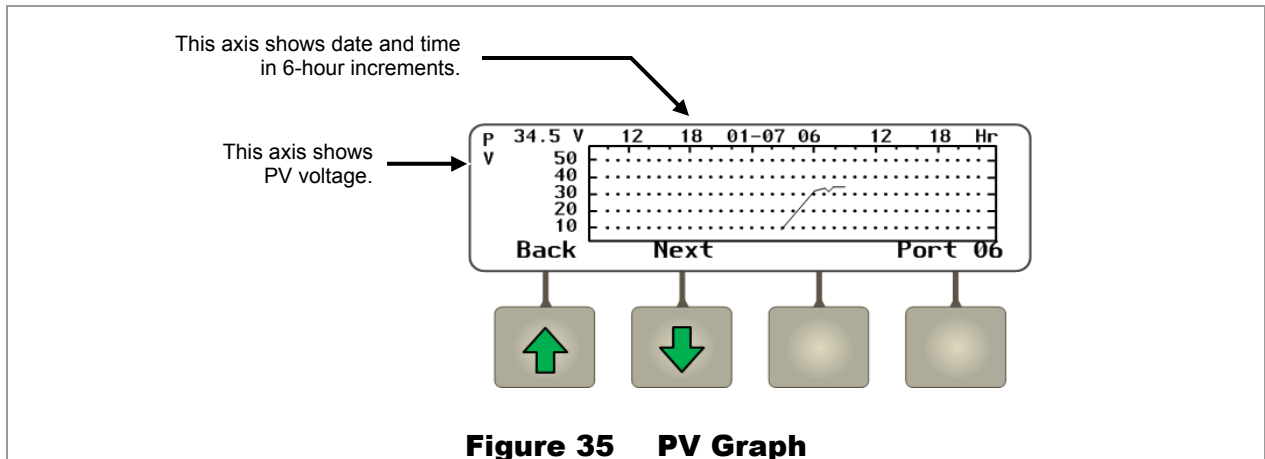 This axis shows date and time
in 6-hour increments.
This axis shows
PV voltage.
P 34.5 V 12 18 01-07 06 12 18 Hr
V 50
40
30
20
10
Back Next Port 06
Figure 35 PV Graph